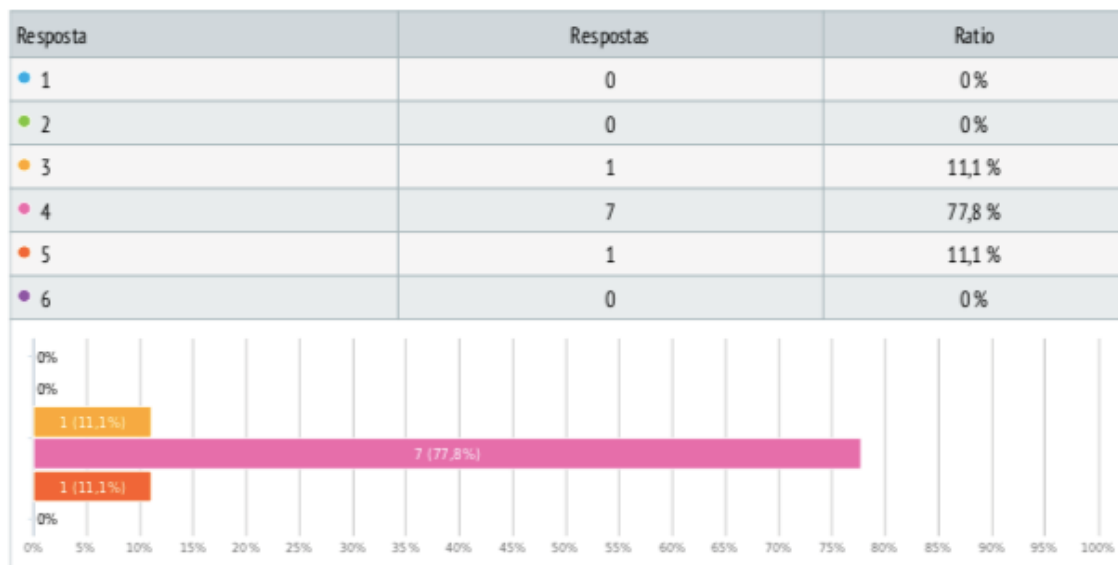 Resposta Respostas Ratio
1 0 0 %
2 0 0 %
3 1 11,1 %
4 7 77,8 %
5 1 11,1 %
6 0 0 %
0%
0%
1 (11,1%)
7 (77,8%)
1 (11,1%)
0%
0% 5% 10% 15% 20% 25% 30% 35% 40% 45% 50% 55% 60% 65% 70% 75% 80% 85% 90% 95% 100%